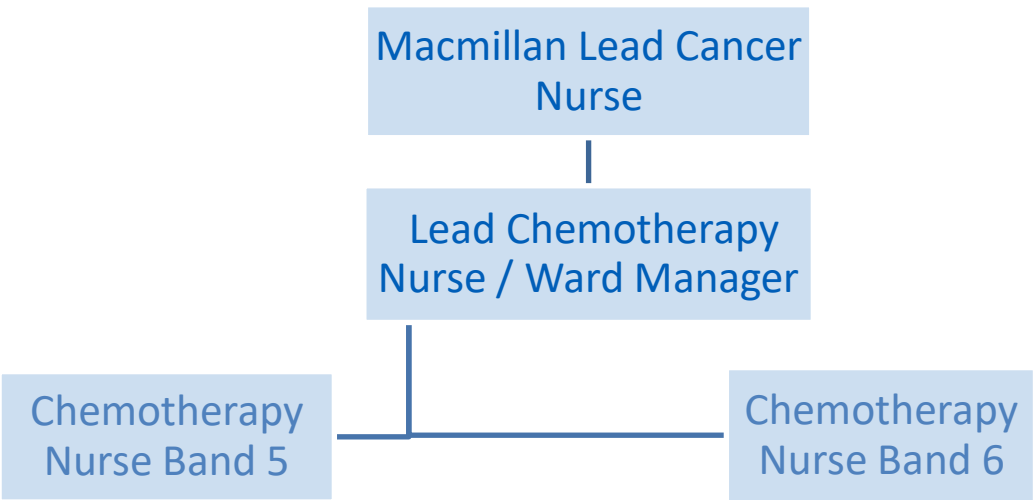 Macmillan Lead Cancer
Nurse
Lead Chemotherapy
Nurse / Ward Manager
Chemotherapy
Nurse Band 5
Chemotherapy
Nurse Band 6